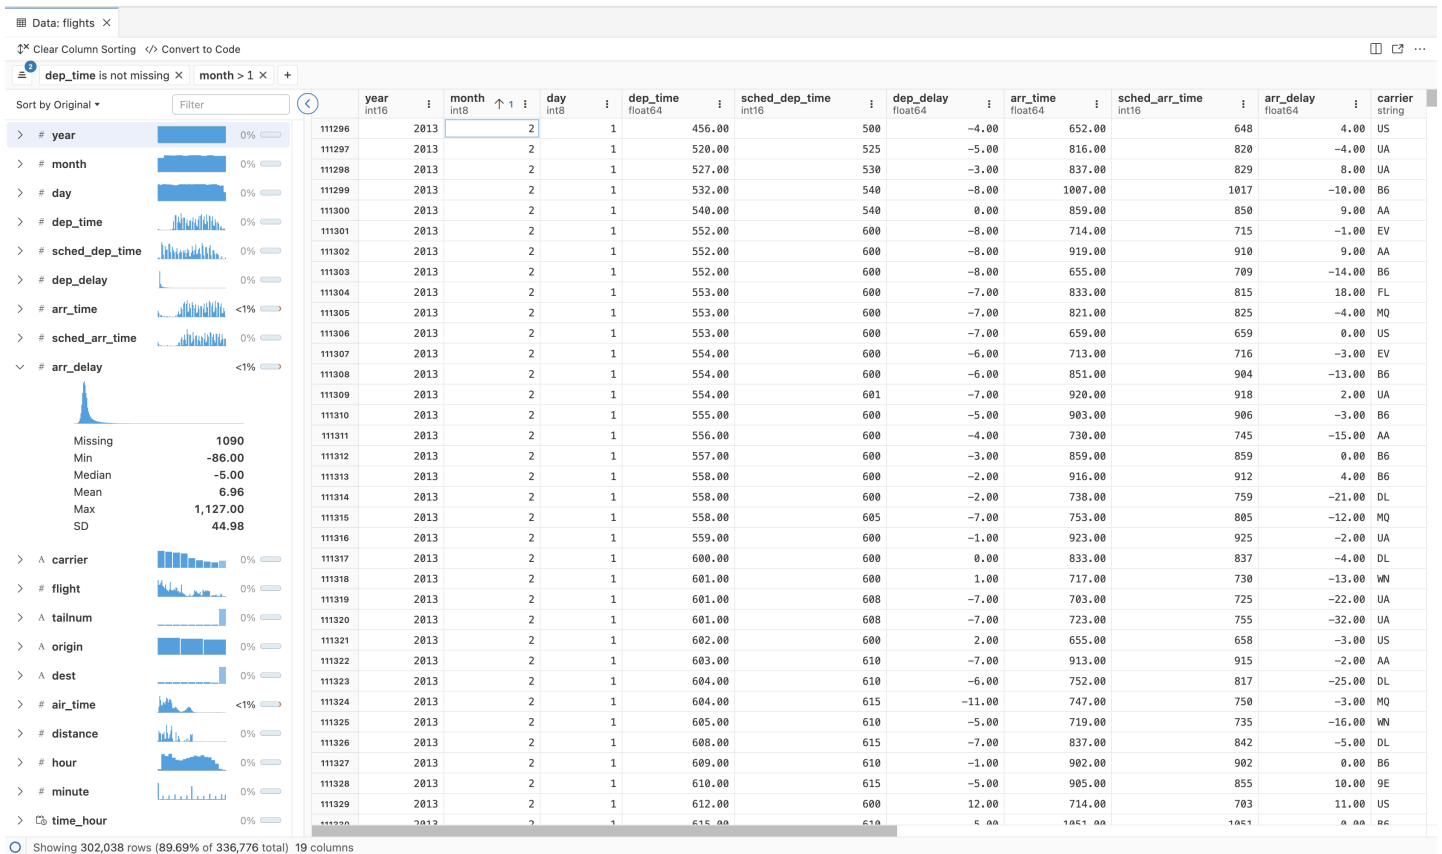 Data: flights
Clear Column Sorting </> Convert to Code
2
dep_time is not missing month > 1 +
Sort by Original Filter
# year 0%
# month 0%
# day 0%
# dep_time 0%
# sched_dep_time 0%
# dep_delay 0%
# arr_time <1%
# sched_arr_time 0%
# arr_delay <1%
Missing 1090
Min -86.00
Median -5.00
Mean 6.96
Max 1,127.00
SD 44.98
A carrier 0%
# flight 0%
A tailnum 0%
A origin 0%
A dest 0%
# air_time <1%
# distance 0%
# hour 0%
# minute 0%
time_hour 0%
year month 1 day dep_time sched_dep_time dep_delay arr_time sched_arr_time arr_delay carrier
int16 int8 int8 float64 int16 float64 float64 int16 float64 string
111296 2013 2 1 456.00 500 -4.00 652.00 648 4.00 US
111297 2013 2 1 520.00 525 -5.00 816.00 820 -4.00 UA
111298 2013 2 1 527.00 530 -3.00 837.00 829 8.00 UA
111299 2013 2 1 532.00 540 -8.00 1007.00 1017 -10.00 B6
111300 2013 2 1 540.00 540 0.00 859.00 850 9.00 AA
111301 2013 2 1 552.00 600 -8.00 714.00 715 -1.00 EV
111302 2013 2 1 552.00 600 -8.00 919.00 910 9.00 AA
111303 2013 2 1 552.00 600 -8.00 655.00 709 -14.00 B6
111304 2013 2 1 553.00 600 -7.00 833.00 815 18.00 FL
111305 2013 2 1 553.00 600 -7.00 821.00 825 -4.00 MQ
111306 2013 2 1 553.00 600 -7.00 659.00 659 0.00 US
111307 2013 2 1 554.00 600 -6.00 713.00 716 -3.00 EV
111308 2013 2 1 554.00 600 -6.00 851.00 904 -13.00 B6
111309 2013 2 1 554.00 601 -7.00 920.00 918 2.00 UA
111310 2013 2 1 555.00 600 -5.00 903.00 906 -3.00 B6
111311 2013 2 1 556.00 600 -4.00 730.00 745 -15.00 AA
111312 2013 2 1 557.00 600 -3.00 859.00 859 0.00 B6
111313 2013 2 1 558.00 600 -2.00 916.00 912 4.00 B6
111314 2013 2 1 558.00 600 -2.00 738.00 759 -21.00 DL
111315 2013 2 1 558.00 605 -7.00 753.00 805 -12.00 MQ
111316 2013 2 1 559.00 600 -1.00 923.00 925 -2.00 UA
111317 2013 2 1 600.00 600 0.00 833.00 837 -4.00 DL
111318 2013 2 1 601.00 600 1.00 717.00 730 -13.00 WN
111319 2013 2 1 601.00 608 -7.00 703.00 725 -22.00 UA
111320 2013 2 1 601.00 608 -7.00 723.00 755 -32.00 UA
111321 2013 2 1 602.00 600 2.00 655.00 658 -3.00 US
111322 2013 2 1 603.00 610 -7.00 913.00 915 -2.00 AA
111323 2013 2 1 604.00 610 -6.00 752.00 817 -25.00 DL
111324 2013 2 1 604.00 615 -11.00 747.00 750 -3.00 MQ
111325 2013 2 1 605.00 610 -5.00 719.00 735 -16.00 WN
111326 2013 2 1 608.00 615 -7.00 837.00 842 -5.00 DL
111327 2013 2 1 609.00 610 -1.00 902.00 902 0.00 B6
111328 2013 2 1 610.00 615 -5.00 905.00 855 10.00 9E
111329 2013 2 1 612.00 600 12.00 714.00 703 11.00 US
Showing 302,038 rows (89.69% of 336,776 total) 19 columns